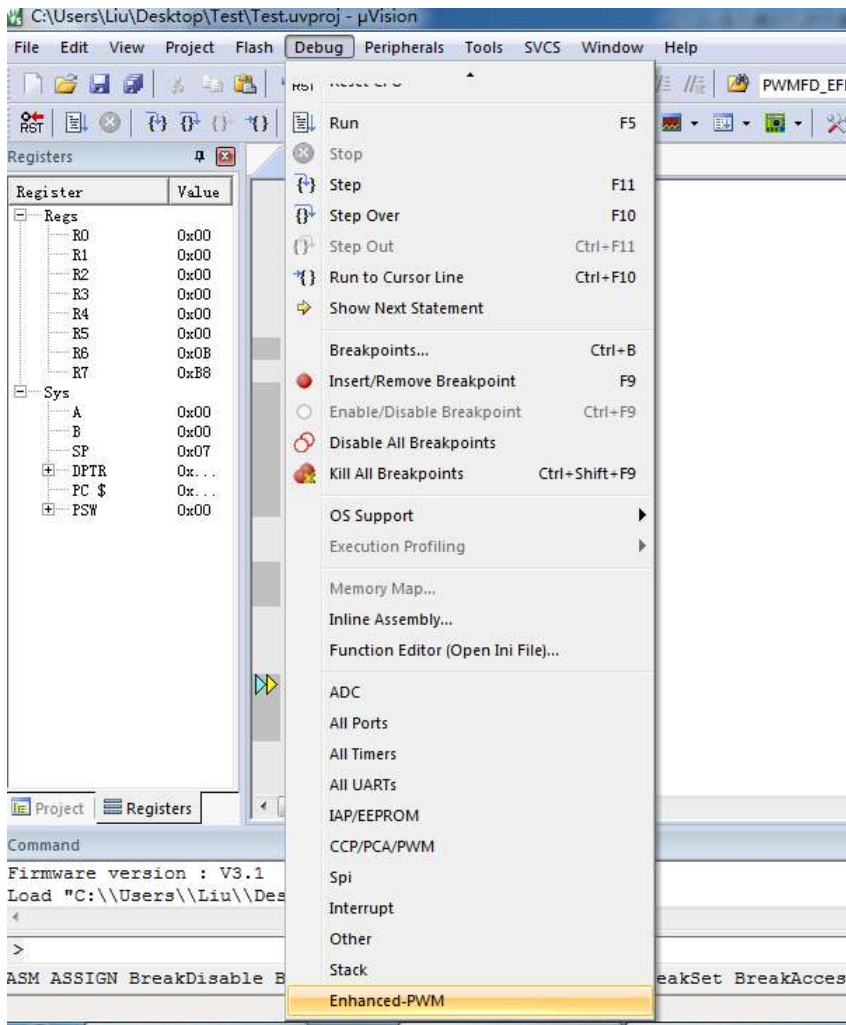 C:\Users\Liu\Desktop\Test\Test.uvproj - µVision
File Edit View Project Flash Debug Peripherals Tools SVCS Window Help
RST PWMFD_EFI
RST Run F5
Registers Stop
Register Value Step F11
Regs Step Over F10
R0 0x00
R1 0x00 Step Out Ctrl+F11
R2 0x00 Run to Cursor Line Ctrl+F10
R3 0x00
R4 0x00 Show Next Statement
R5 0x00
R6 0x0B Breakpoints... Ctrl+B
R7 0xB8 Insert/Remove Breakpoint F9
Sys
A 0x00 Enable/Disable Breakpoint Ctrl+F9
B 0x00
SP 0x07 Disable All Breakpoints
DPTR 0x... Kill All Breakpoints Ctrl+Shift+F9
PC $ 0x...
PSW 0x00 OS Support
Execution Profiling
Memory Map...
Inline Assembly...
Function Editor (Open Ini File)...
ADC
All Ports
All Timers
All UARTs
Project Registers IAP/EEPROM
Command CCP/PCA/PWM
Firmware version : V3.1 Spi
Load "C:\\Users\\Liu\\Des
Interrupt
> Other
ASM ASSIGN BreakDisable B Stack eakSet BreakAcces
Enhanced-PWM